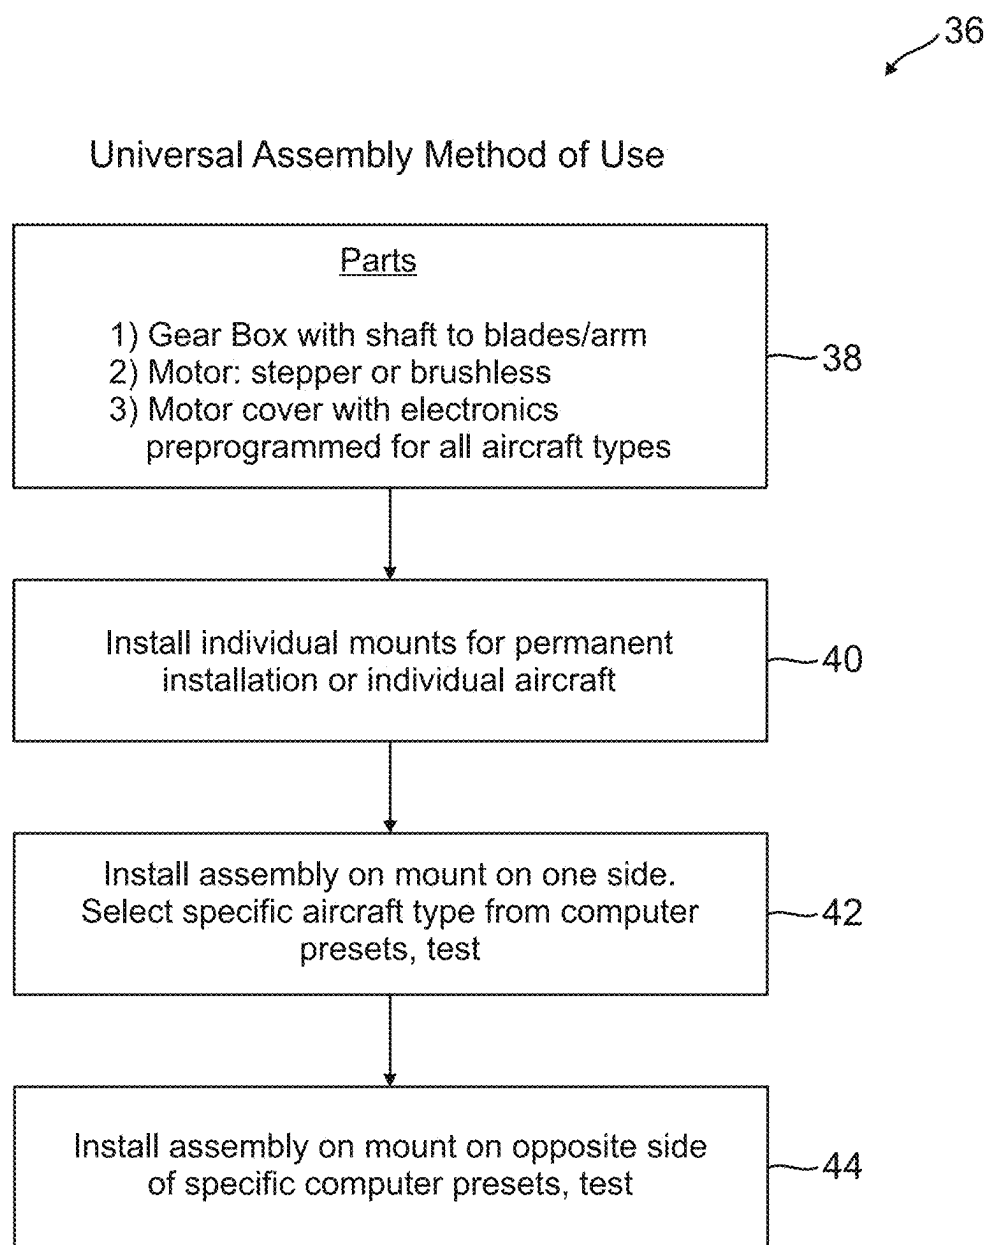 36
Universal Assembly Method of Use
Parts
1) Gear Box with shaft to blades/arm
2) Motor: stepper or brushless
3) Motor cover with electronics
preprogrammed for all aircraft types
38
Install individual mounts for permanent
installation or individual aircraft
40
Install assembly on mount on one side.
Select specific aircraft type from computer
presets, test
42
Install assembly on mount on opposite side
of specific computer presets, test
44